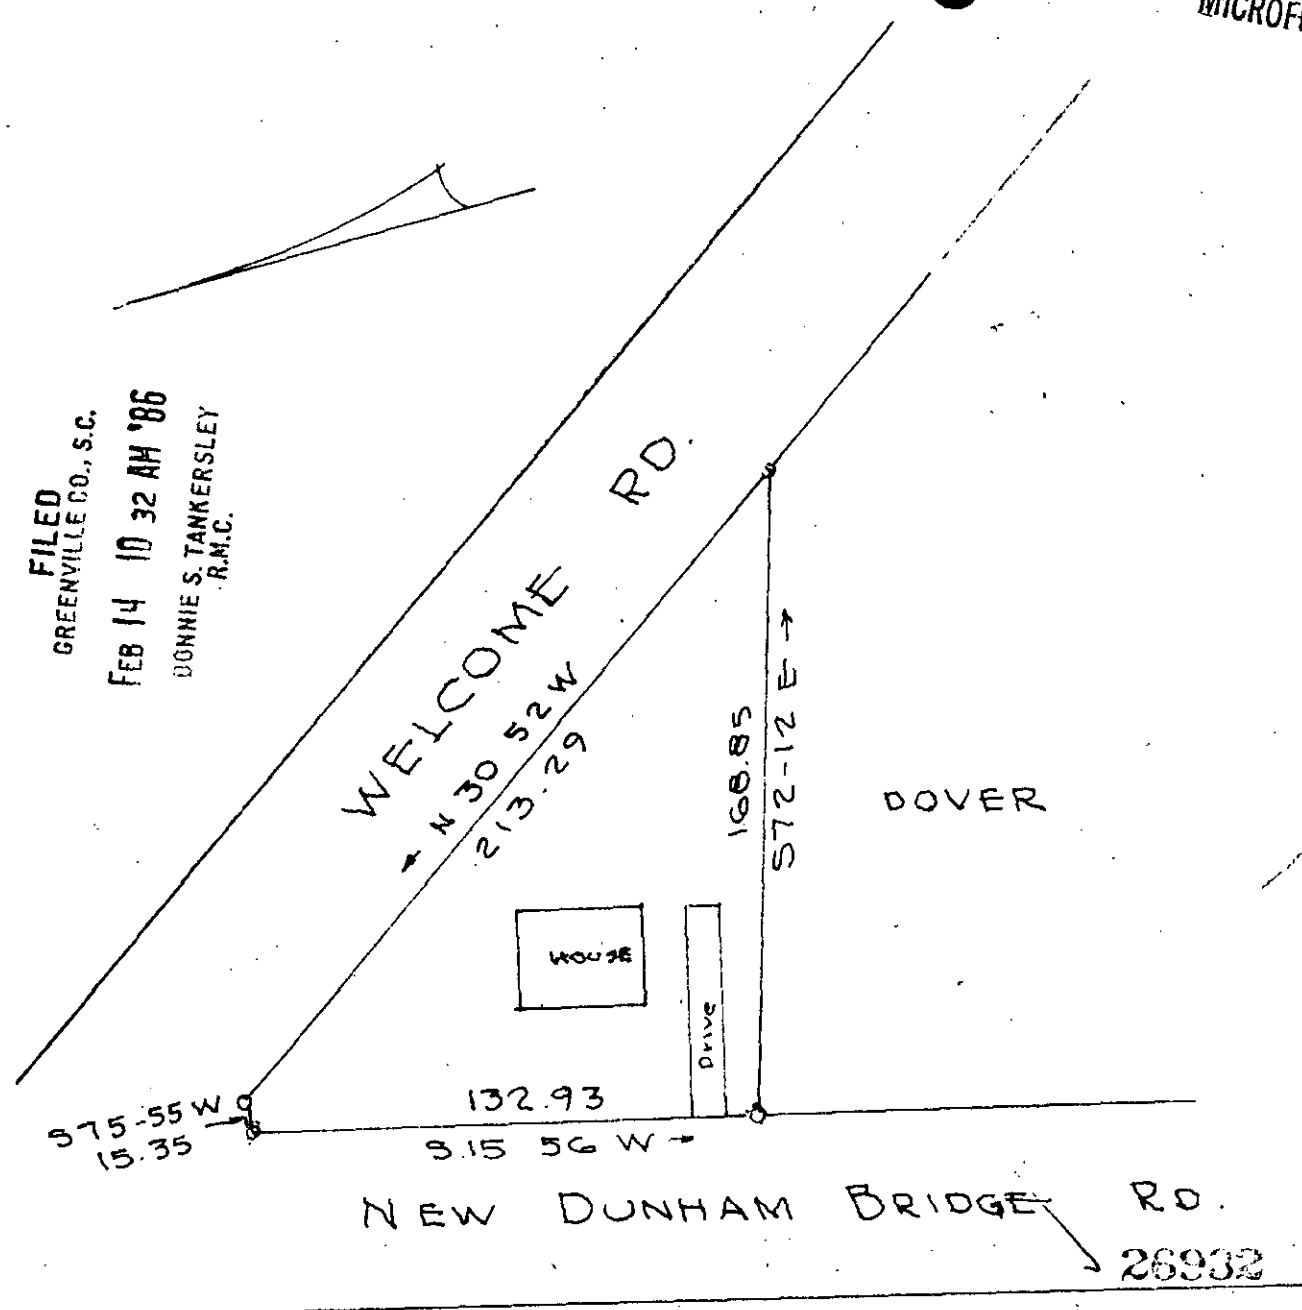 MICROF
FILED
GREENVILLE CO., S.C.
FEB 14 10 32 AM '86
DONNIE S. TANKERSLEY
R.M.C.
WELCOME RD.
N 30 52 W
213.29
168.85
S72-12 E
DOVER
HOUSE
Drive
S75-55 W
15.35
132.93
S.15 56 W
NEW DUNHAM BRIDGE RD.
26932